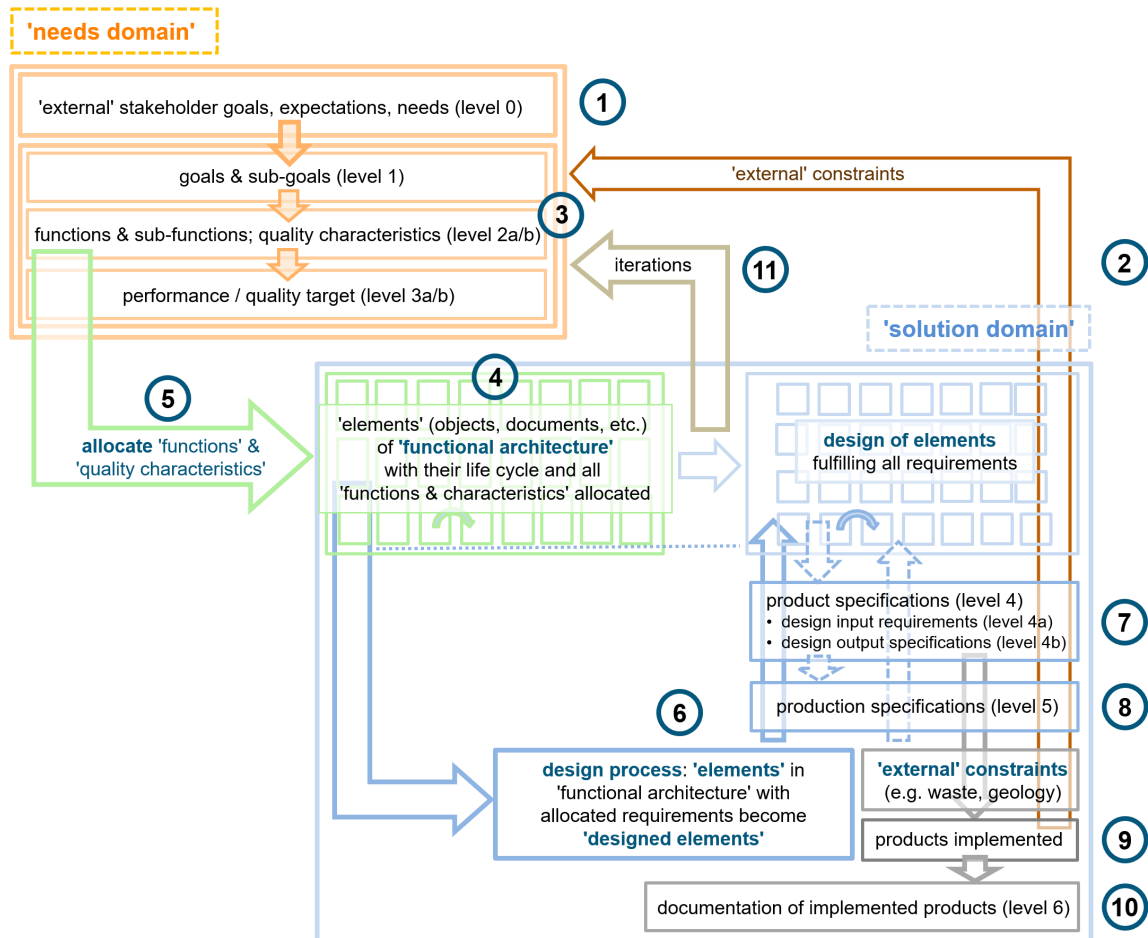 'needs domain'
'external' stakeholder goals, expectations, needs (level 0)
1
goals & sub-goals (level 1)
'external' constraints
3
functions & sub-functions; quality characteristics (level 2a/b)
iterations
11
2
performance / quality target (level 3a/b)
'solution domain'
4
5
allocate 'functions' &
'quality characteristics'
'elements' (objects, documents, etc.)
of 'functional architecture'
with their life cycle and all
'functions & characteristics' allocated
design of elements
fulfilling all requirements
product specifications (level 4)
• design input requirements (level 4a)
• design output specifications (level 4b)
7
production specifications (level 5)
8
6
design process: 'elements' in
'functional architecture' with
allocated requirements become
'designed elements'
'external' constraints
(e.g. waste, geology)
products implemented
9
documentation of implemented products (level 6)
10